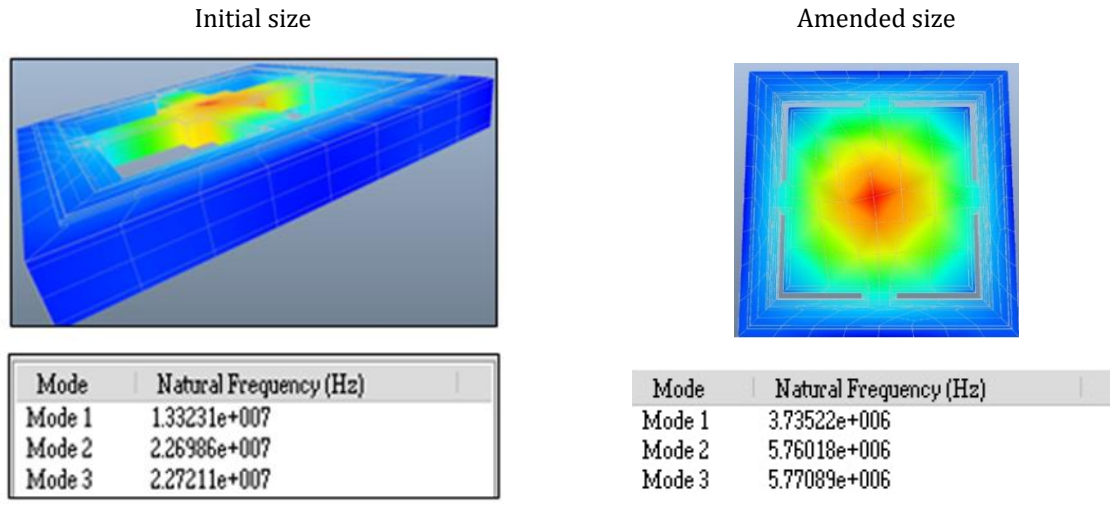 Initial size
Amended size
Mode Natural Frequency (Hz)
Mode 1 1.33231e+007
Mode 2 2.26986e+007
Mode 3 2.27211e+007
Mode Natural Frequency (Hz)
Mode 1 3.73522e+006
Mode 2 5.76018e+006
Mode 3 5.77089e+006